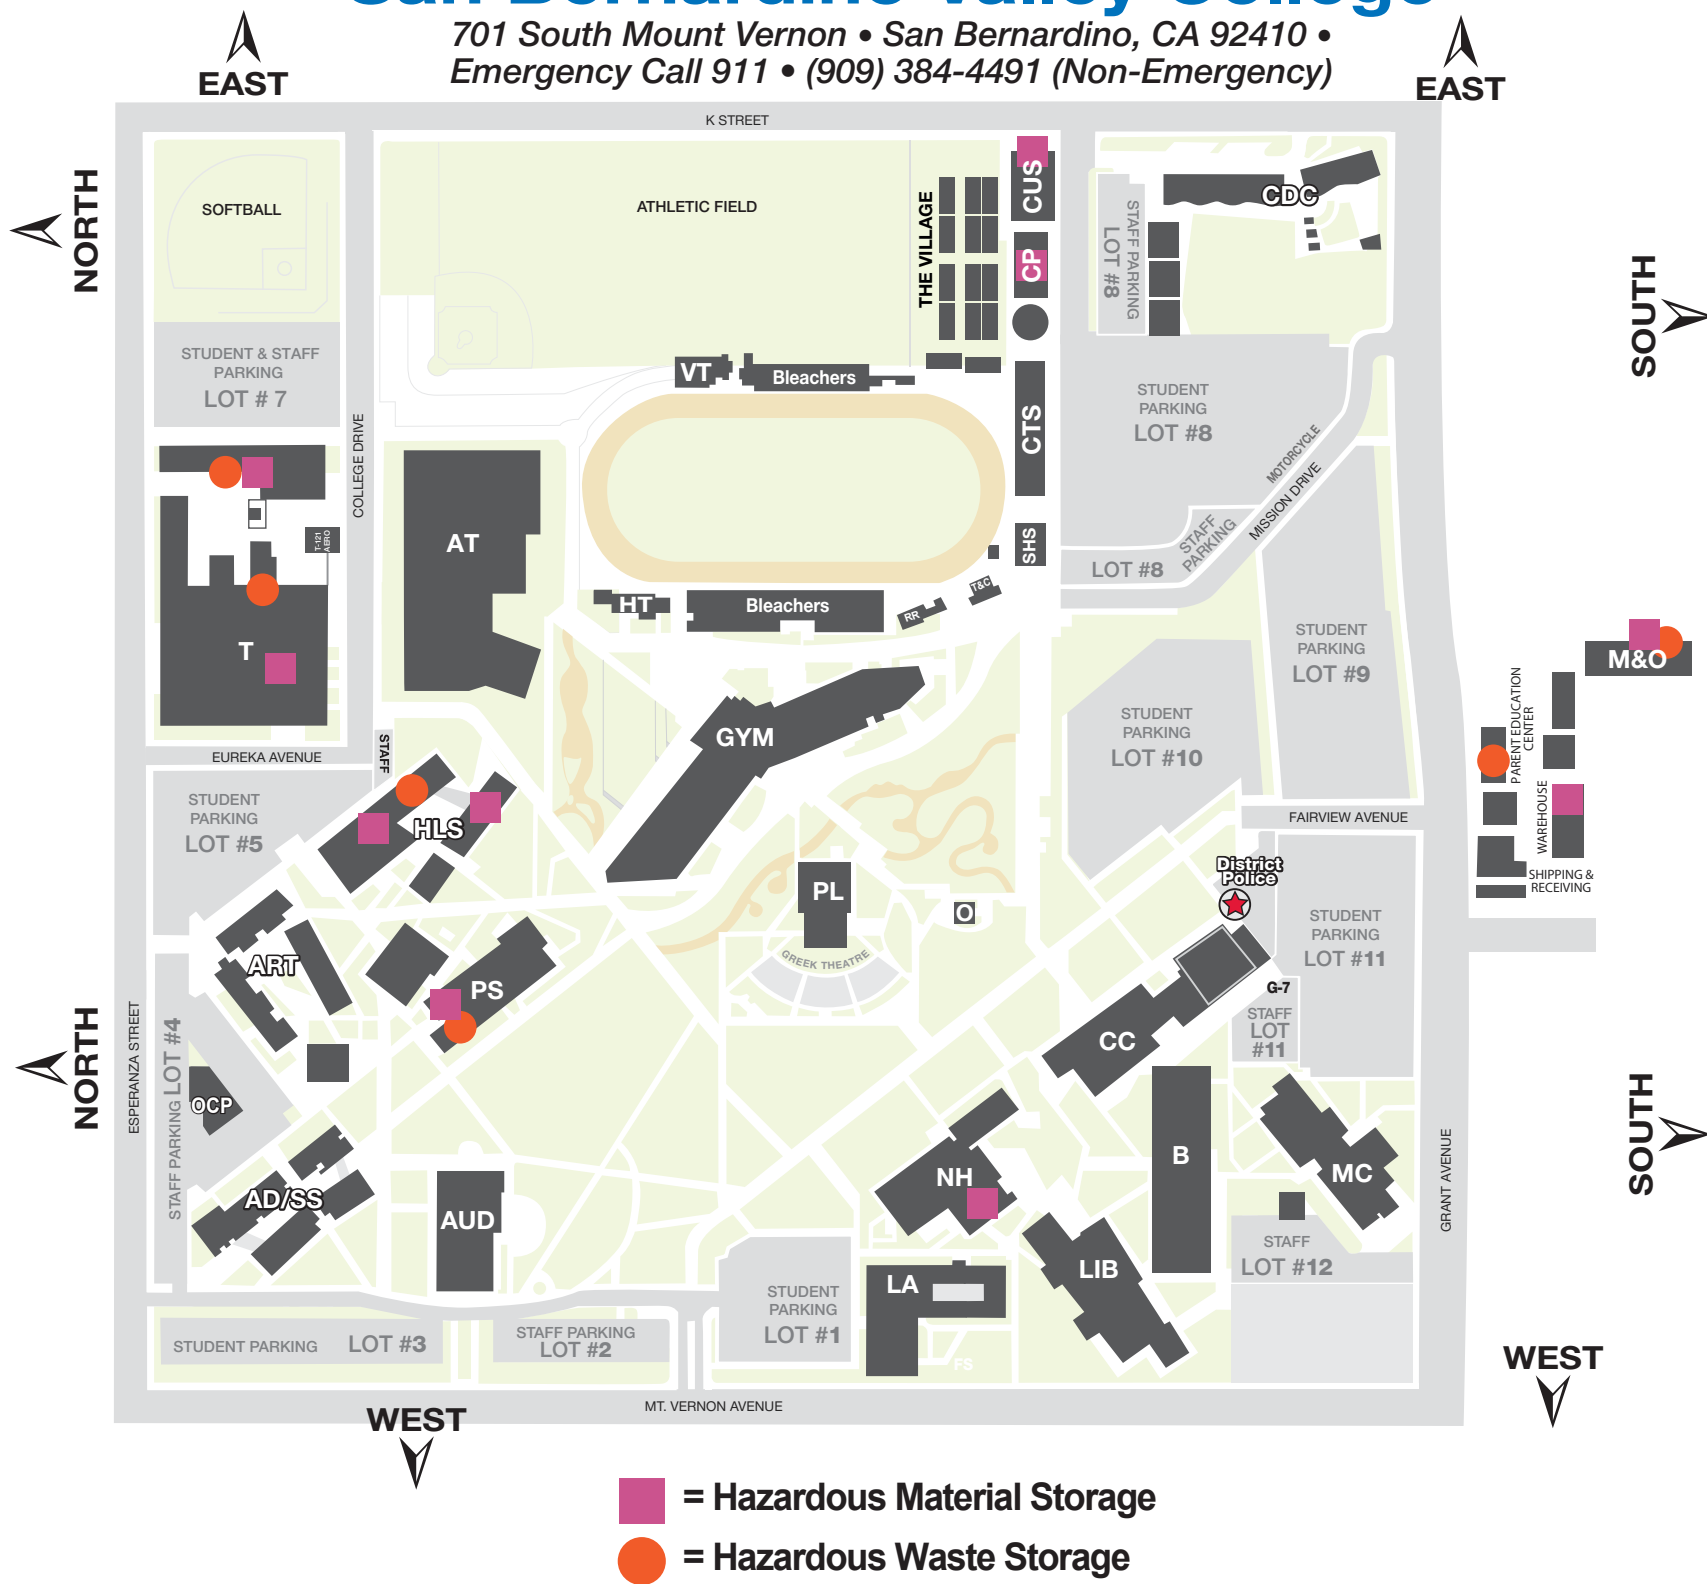 San Bernardino Valley College
701 South Mount Vernon • San Bernardino, CA 92410 •
Emergency Call 911 • (909) 384-4491 (Non-Emergency)
EAST
EAST
K STREET
NORTH
SOFTBALL
ATHLETIC FIELD
THE VILLAGE
CUS
CP
CDC
STAFF PARKING
LOT #8
SOUTH
STUDENT & STAFF
PARKING
LOT # 7
VT
Bleachers
CTS
STUDENT
PARKING
LOT #8
COLLEGE DRIVE
MOTORCYCLE
MISSION DRIVE
STAFF
PARKING
LOT #8
T-121
AERO
AT
SHS
T&C
HT
Bleachers
RR
T
STUDENT
PARKING
LOT #9
M&O
PARENT EDUCATION
CENTER
GYM
STUDENT
PARKING
LOT #10
EUREKA AVENUE
STAFF
STUDENT
PARKING
LOT #5
HLS
FAIRVIEW AVENUE
WAREHOUSE
SHIPPING &
RECEIVING
District
Police
PL
O
GREEK THEATRE
STUDENT
PARKING
LOT #11
ART
PS
G-7
STAFF
LOT
#11
CC
NORTH
ESPERANZA STREET
STAFF PARKING LOT #4
OCP
SOUTH
AD/SS
AUD
NH
B
MC
GRANT AVENUE
STAFF
LOT #12
LIB
LA
STUDENT
PARKING
LOT #1
STUDENT PARKING LOT #3
STAFF PARKING
LOT #2
FS
WEST
MT. VERNON AVENUE
WEST
= Hazardous Material Storage
= Hazardous Waste Storage